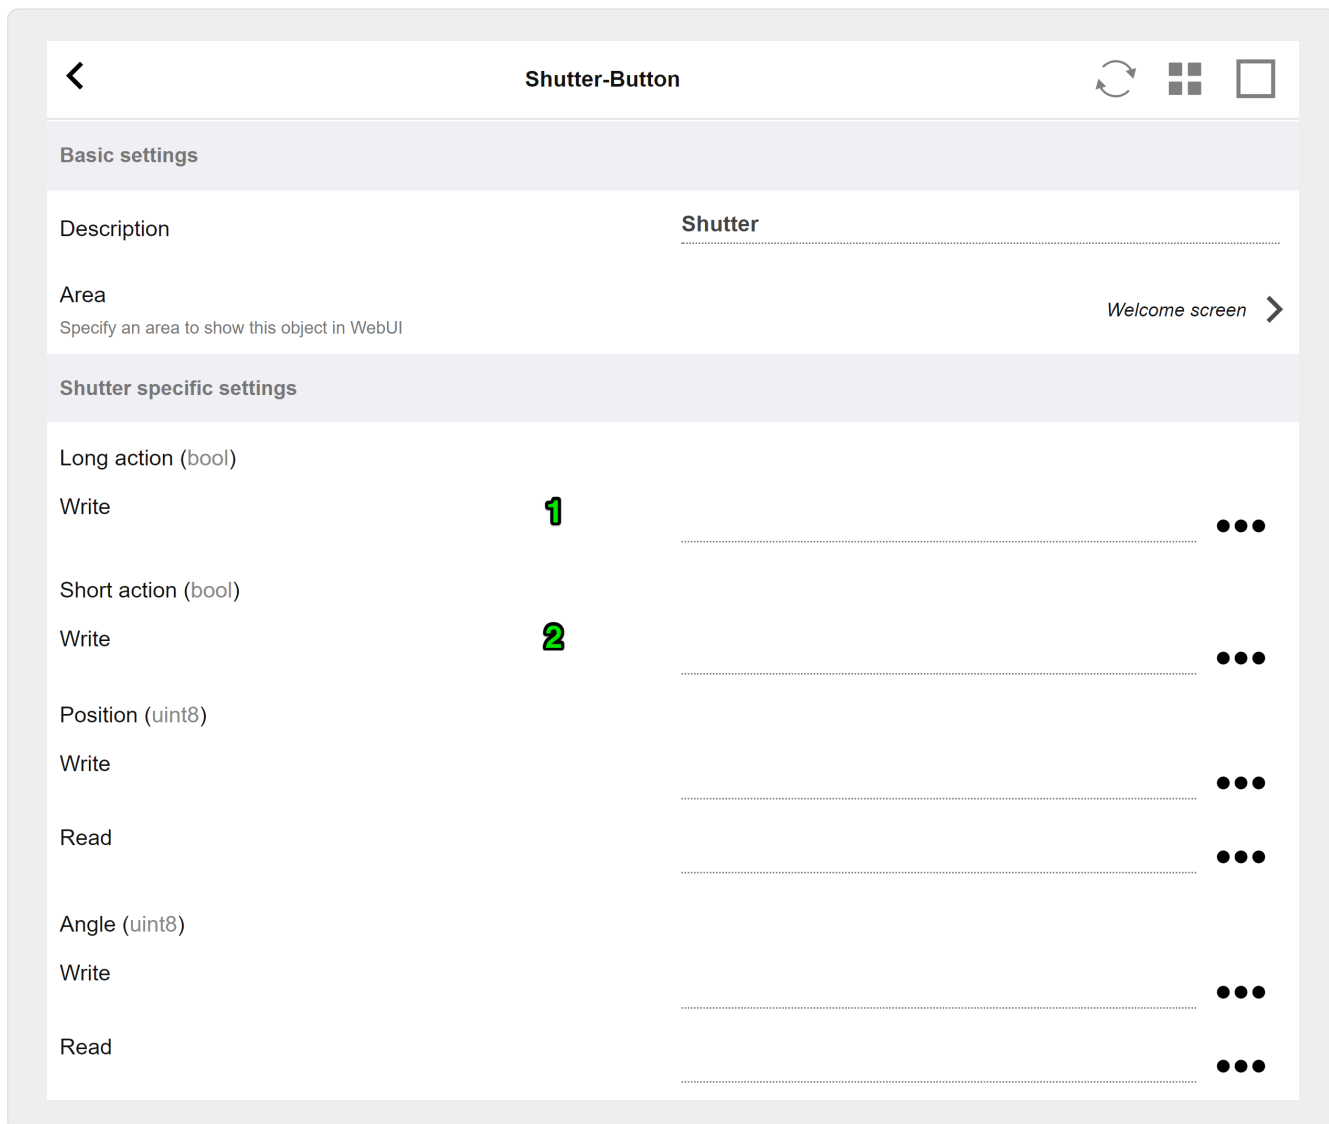 Shutter-Button
Basic settings
Description
Shutter
Area
Specify an area to show this object in WebUI
Welcome screen
Shutter specific settings
Long action (bool)
Write
1
Short action (bool)
Write
2
Position (uint8)
Write
Read
Angle (uint8)
Write
Read